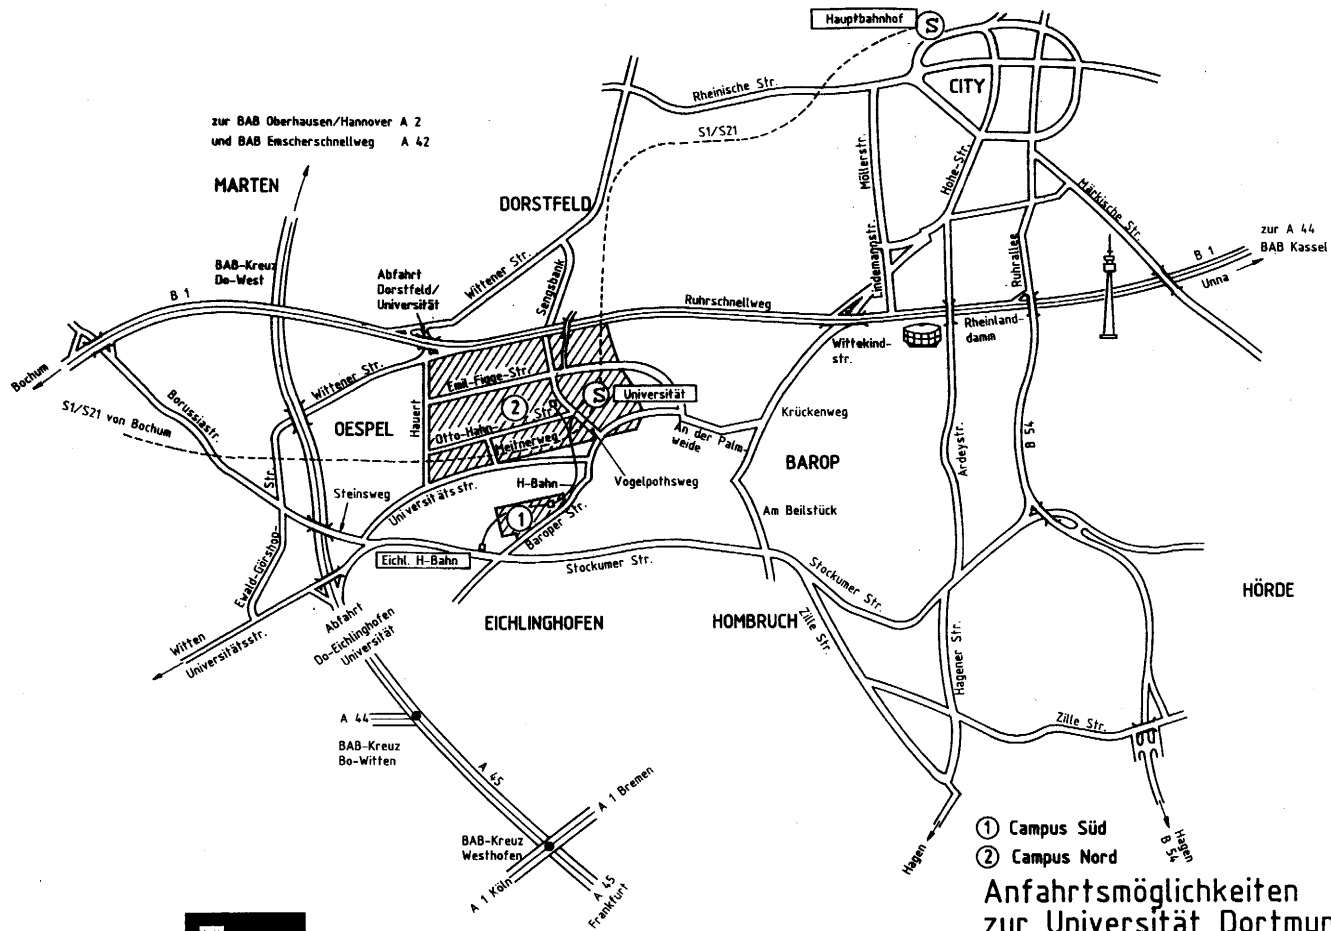 Hauptbahnhof
S
CITY
Rheinische Str.
S1/S21
zur BAB Oberhausen/Hannover A 2
und BAB Emscherschnellweg A 42
MARTEN
DORSTFELD
Möllerstr.
Hohe-Str.
Märkische Str.
zur A 44
BAB Kassel
B 1
Unna
BAB-Kreuz
Do-West
B 1
Abfahrt
Dorstfeld/
Universität
Wittener Str.
Sengsbank
Ruhrschnellweg
Lindemannstr.
Ruhrallee
Rheinland-
damm
Wittekind-
str.
Bochum
Wittener Str.
Emil-Figge-Str.
S
Universität
2
S1/S21 von Bochum
Borussiastr.
OESPEL
Hauert
Otto-Hahn-
Str.
Meitnerweg
An der Palm-
weide
Krückenweg
BAROP
Ardeystr.
B 54
Str.
Steinsweg
Universitätsstr.
H-Bahn
Vogelpothsweg
Am Beilstück
1
Baroper Str.
Eichl. H-Bahn
Stockumer Str.
Stockumer Str.
Ewald-Görshop-
HÖRDE
EICHLINGHOFEN
HOMBRUCH
Zille Str.
Witten
Universitätsstr.
Abfahrt
Do-Eichlinghofen
Universität
Hagener Str.
Zille Str.
A 44
BAB-Kreuz
Bo-Witten
A 45
A 1 Bremen
BAB-Kreuz
Westhofen
A 1 Köln
A 45
Frankfurt
Hagen
Hagen
B 54
1 Campus Süd
2 Campus Nord
Anfahrtsmöglichkeiten
zur Universität Dortmun